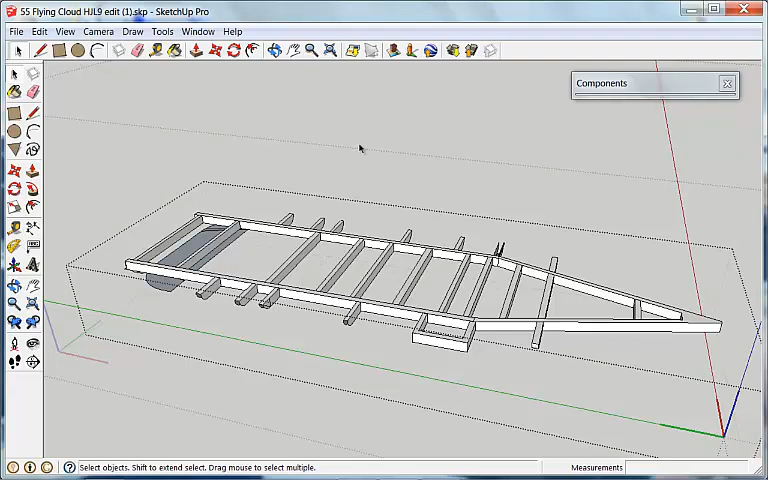 55 Flying Cloud HJL9 edit (1).skp - SketchUp Pro
File Edit View Camera Draw Tools Window Help
Components
Select objects. Shift to extend select. Drag mouse to select multiple.
Measurements